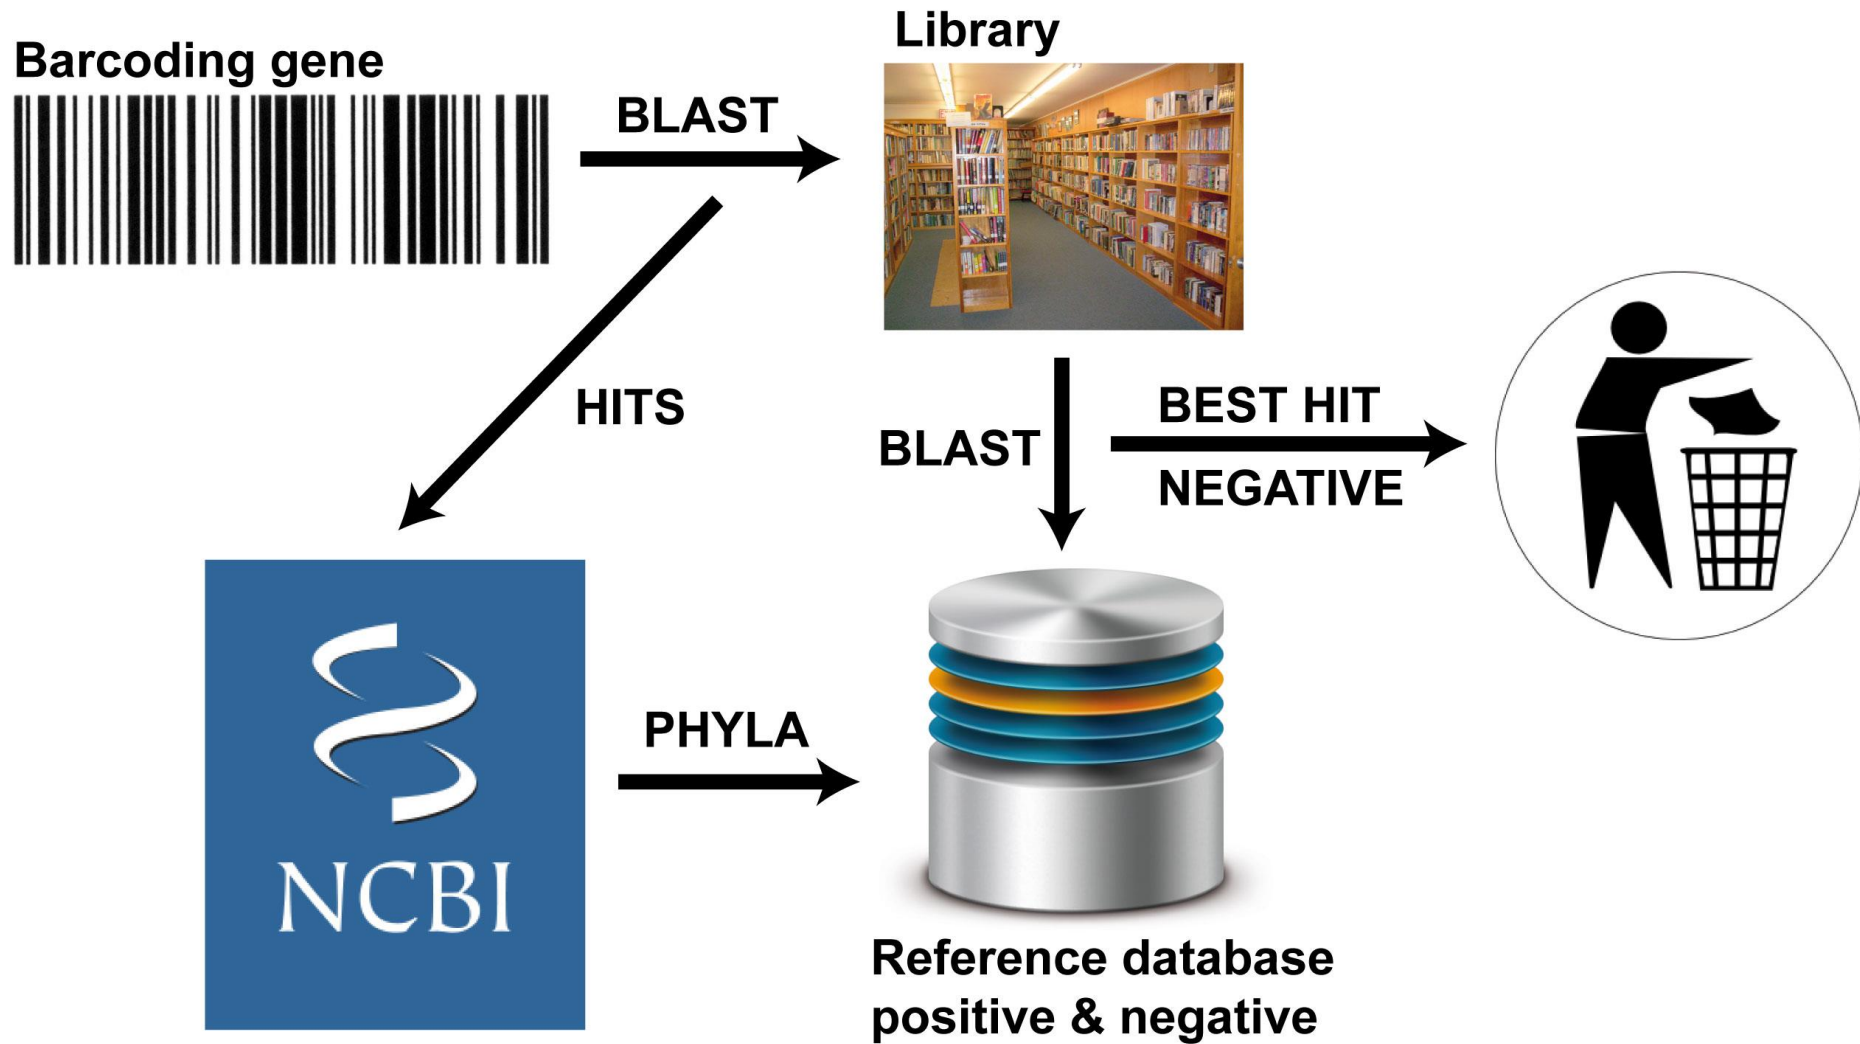 Library
Barcoding gene
BLAST
HITS
BEST HIT
BLAST
NEGATIVE
PHYLA
NCBI
Reference database
positive & negative